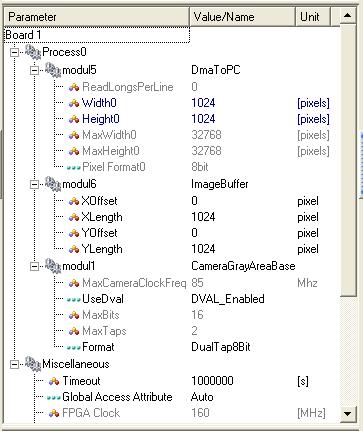 Parameter Value/Name Unit
Board 1
Process0
modul5 DmaToPC
ReadLongsPerLine 0
Width0 1024 [pixels]
Height0 1024 [pixels]
MaxWidth0 32768 [pixels]
MaxHeight0 32768 [pixels]
Pixel Format0 8bit
modul6 ImageBuffer
XOffset 0 pixel
XLength 1024 pixel
YOffset 0 pixel
YLength 1024 pixel
modul1 CameraGrayAreaBase
MaxCameraClockFreq 85 Mhz
UseDval DVAL_Enabled
MaxBits 16
MaxTaps 2
Format DualTap8Bit
Miscellaneous
Timeout 1000000 [s]
Global Access Attribute Auto
FPGA Clock 160 [MHz]